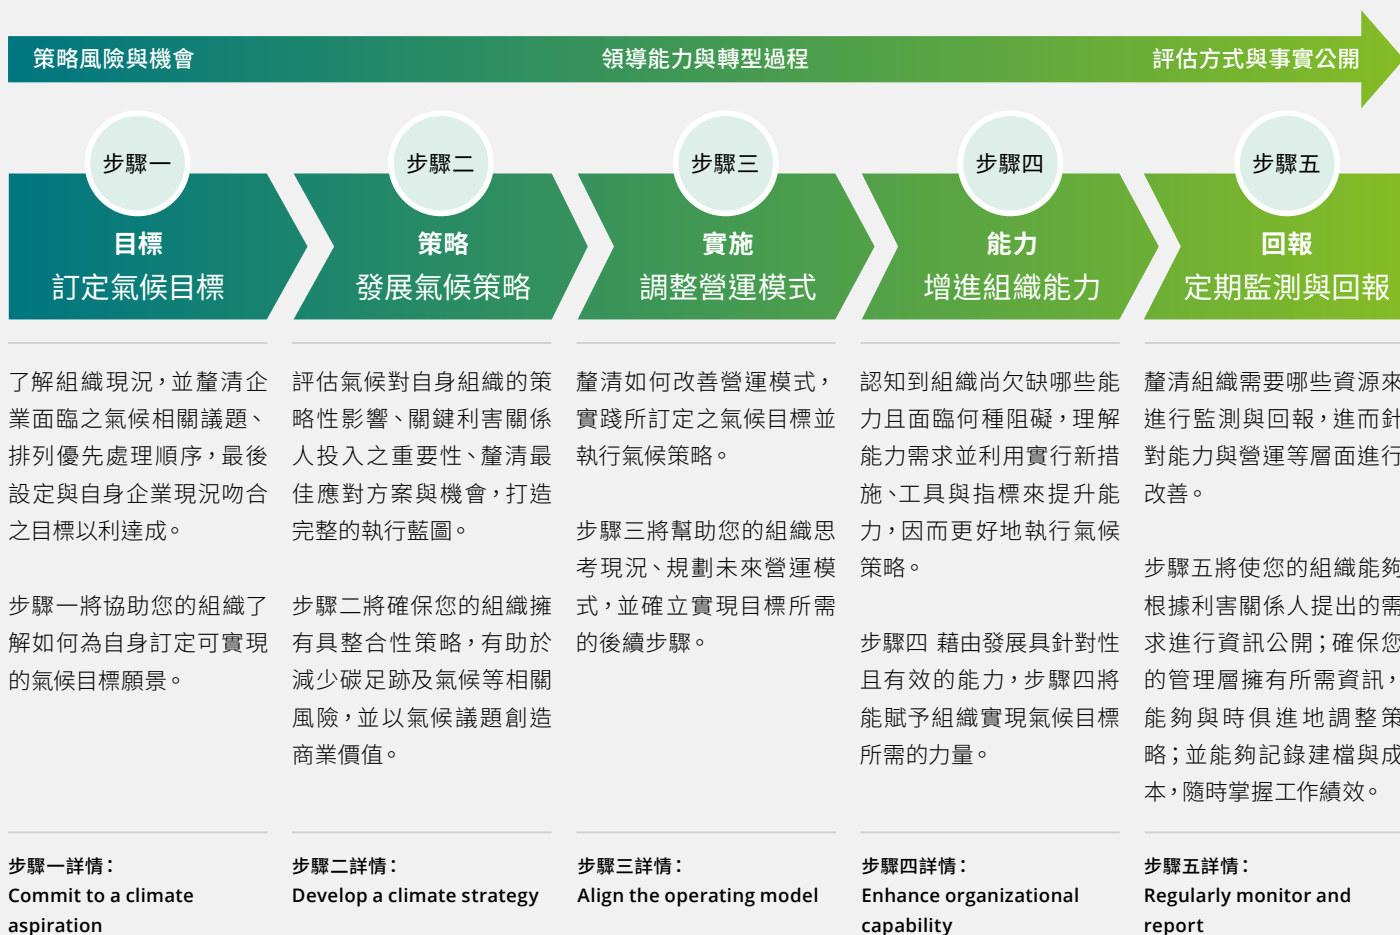 策略風險與機會
領導能力與轉型過程
評估方式與事實公開
步驟一
目標
訂定氣候目標
步驟二
策略
發展氣候策略
步驟三
實施
調整營運模式
步驟四
能力
增進組織能力
步驟五
回報
定期監測與回報
了解組織現況，並釐清企
業面臨之氣候相關議題、
排列優先處理順序，最後
設定與自身企業現況吻合
之目標以利達成。
步驟一將協助您的組織了
解如何為自身訂定可實現
的氣候目標願景。
評估氣候對自身組織的策
略性影響、關鍵利害關係
人投入之重要性、釐清最
佳應對方案與機會，打造
完整的執行藍圖。
步驟二將確保您的組織擁
有具整合性策略，有助於
減少碳足跡及氣候等相關
風險，並以氣候議題創造
商業價值。
釐清如何改善營運模式，
實踐所訂定之氣候目標並
執行氣候策略。
步驟三將幫助您的組織思
考現況、規劃未來營運模
式，並確立實現目標所需
的後續步驟。
認知到組織尚欠缺哪些能
力且面臨何種阻礙，理解
能力需求並利用實行新措
施、工具與指標來提升能
力，因而更好地執行氣候
策略。
步驟四 藉由發展具針對性
且有效的能力，步驟四將
能賦予組織實現氣候目標
所需的力量。
釐清組織需要哪些資源來
進行監測與回報，進而針
對能力與營運等層面進行
改善。
步驟五將使您的組織能夠
根據利害關係人提出的需
求進行資訊公開；確保您
的管理層擁有所需資訊，
能夠與時俱進地調整策
略；並能夠記錄建檔與成
本，隨時掌握工作績效。
步驟一詳情：
Commit to a climate
aspiration
步驟二詳情：
Develop a climate strategy
步驟三詳情：
Align the operating model
步驟四詳情：
Enhance organizational
capability
步驟五詳情：
Regularly monitor and
report